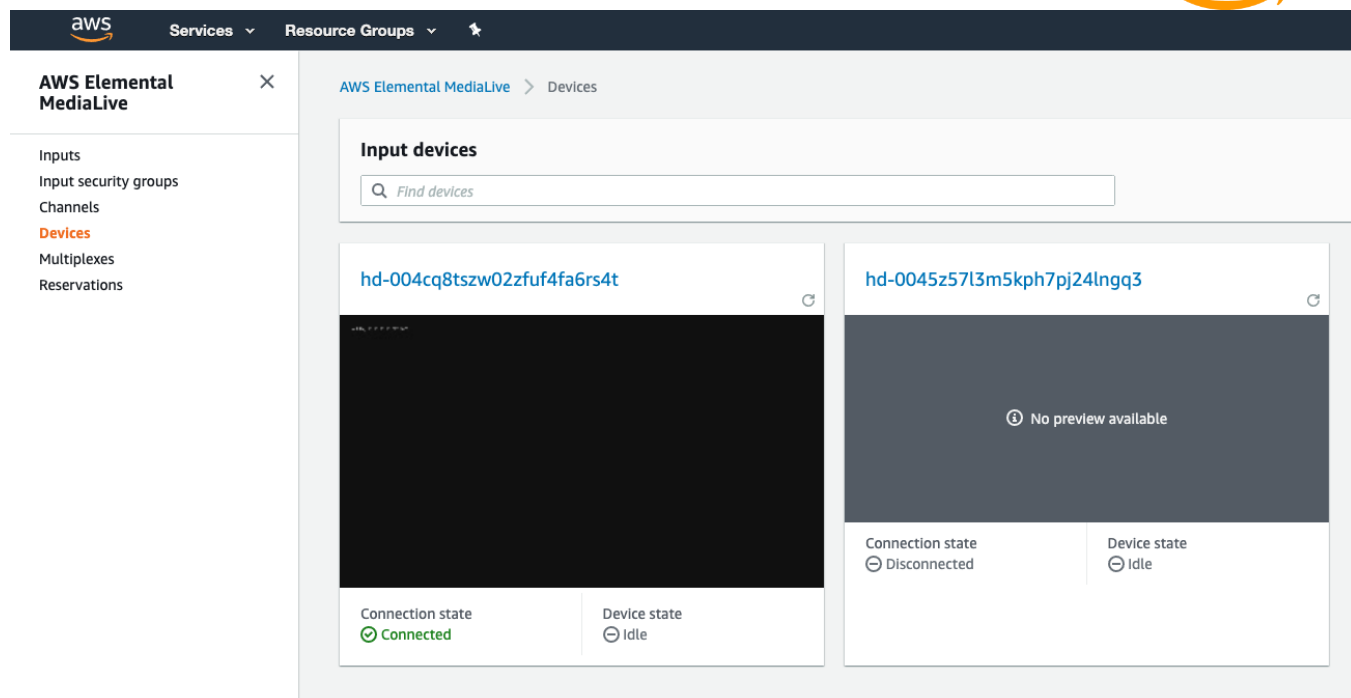 aws
Services
Resource Groups
AWS Elemental
MediaLive
Inputs
Input security groups
Channels
Devices
Multiplexes
Reservations
AWS Elemental MediaLive > Devices
Input devices
Find devices
hd-004cq8tszw02zfuf4fa6rs4t
Connection state
Connected
Device state
Idle
hd-0045z57l3m5kph7pj24lngq3
No preview available
Connection state
Disconnected
Device state
Idle